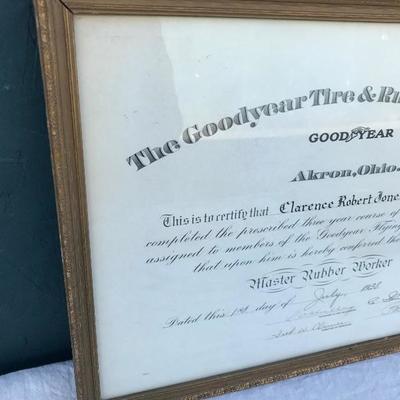 The Goodyear Tire & Ru
GOODYEAR
Akron, Ohio.
This is to certify that Clarence Robert Jone
completed the prescribed three year course of
assigned to members of the Goodyear Flying
that upon him is hereby conferred the
Master Rubber Worker
Dated this 1st. day of July,